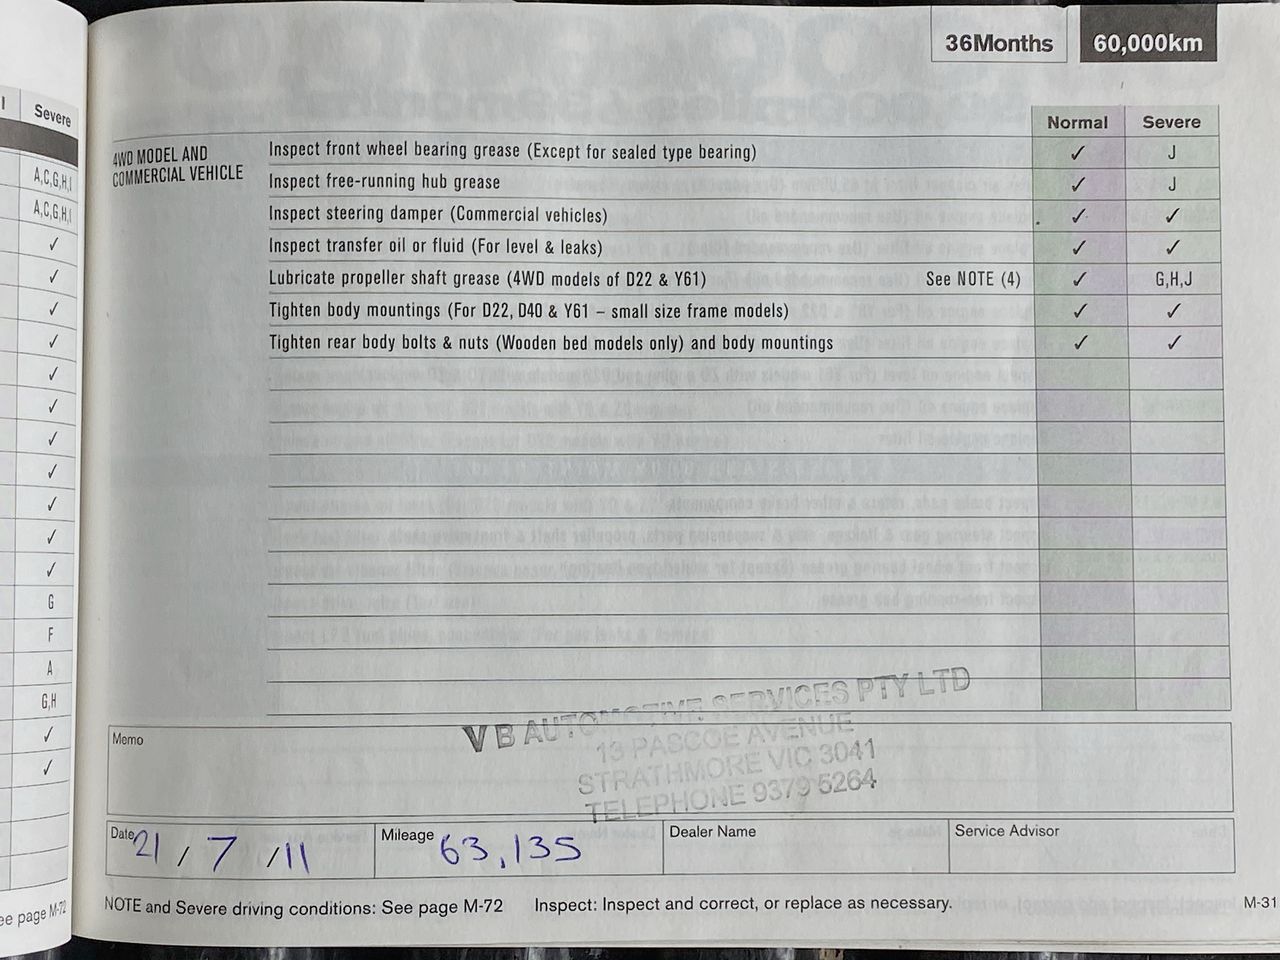 Severe
A,C,G,H,I
A,C,G,H,I
✓
✓
✓
✓
✓
✓
✓
✓
✓
✓
✓
G
F
A
G,H
✓
✓
ee page M-72
36Months 60,000km
Normal Severe
4WD MODEL AND COMMERCIAL VEHICLE
Inspect front wheel bearing grease (Except for sealed type bearing) ✓ J
Inspect free-running hub grease ✓ J
Inspect steering damper (Commercial vehicles) ✓ ✓
Inspect transfer oil or fluid (For level & leaks) ✓ ✓
Lubricate propeller shaft grease (4WD models of D22 & Y61) See NOTE (4) ✓ G,H,J
Tighten body mountings (For D22, D40 & Y61 – small size frame models) ✓ ✓
Tighten rear body bolts & nuts (Wooden bed models only) and body mountings ✓ ✓
V B AUTOMOTIVE SERVICES PTY LTD
13 PASCOE AVENUE
STRATHMORE VIC 3041
TELEPHONE 9379 5264
Memo
Date 21 / 7 / 11 Mileage 63,135 Dealer Name Service Advisor
NOTE and Severe driving conditions: See page M-72 Inspect: Inspect and correct, or replace as necessary. M-31